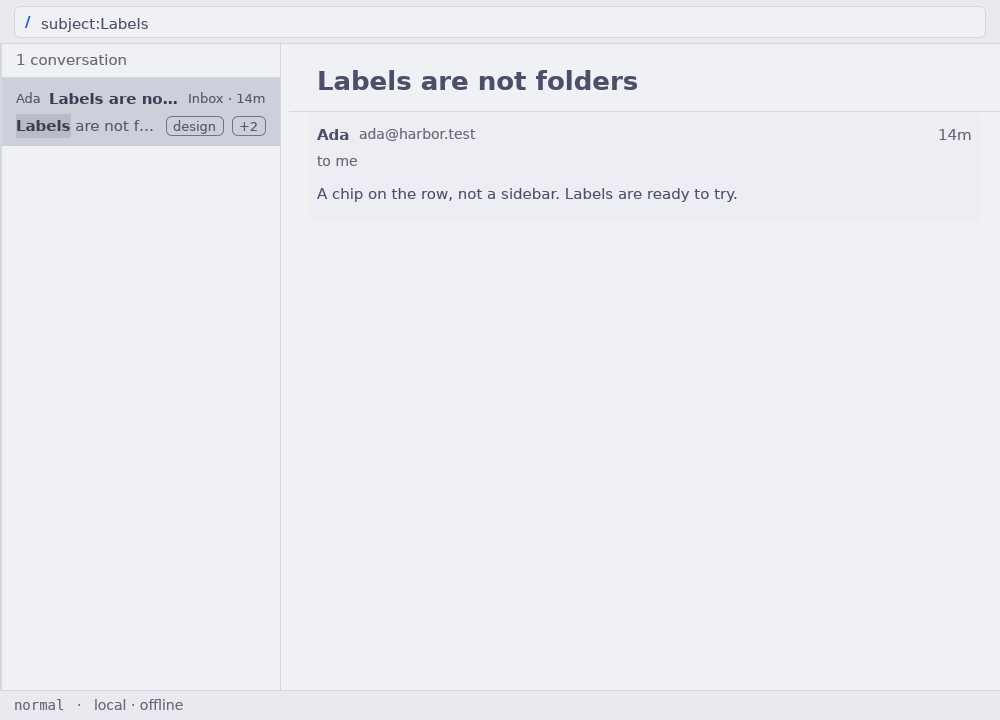 / subject:Labels
1 conversation
Ada Labels are no… Inbox · 14m
Labels are not f… design +2
Labels are not folders
Ada ada@harbor.test 14m
to me
A chip on the row, not a sidebar. Labels are ready to try.
normal · local · offline